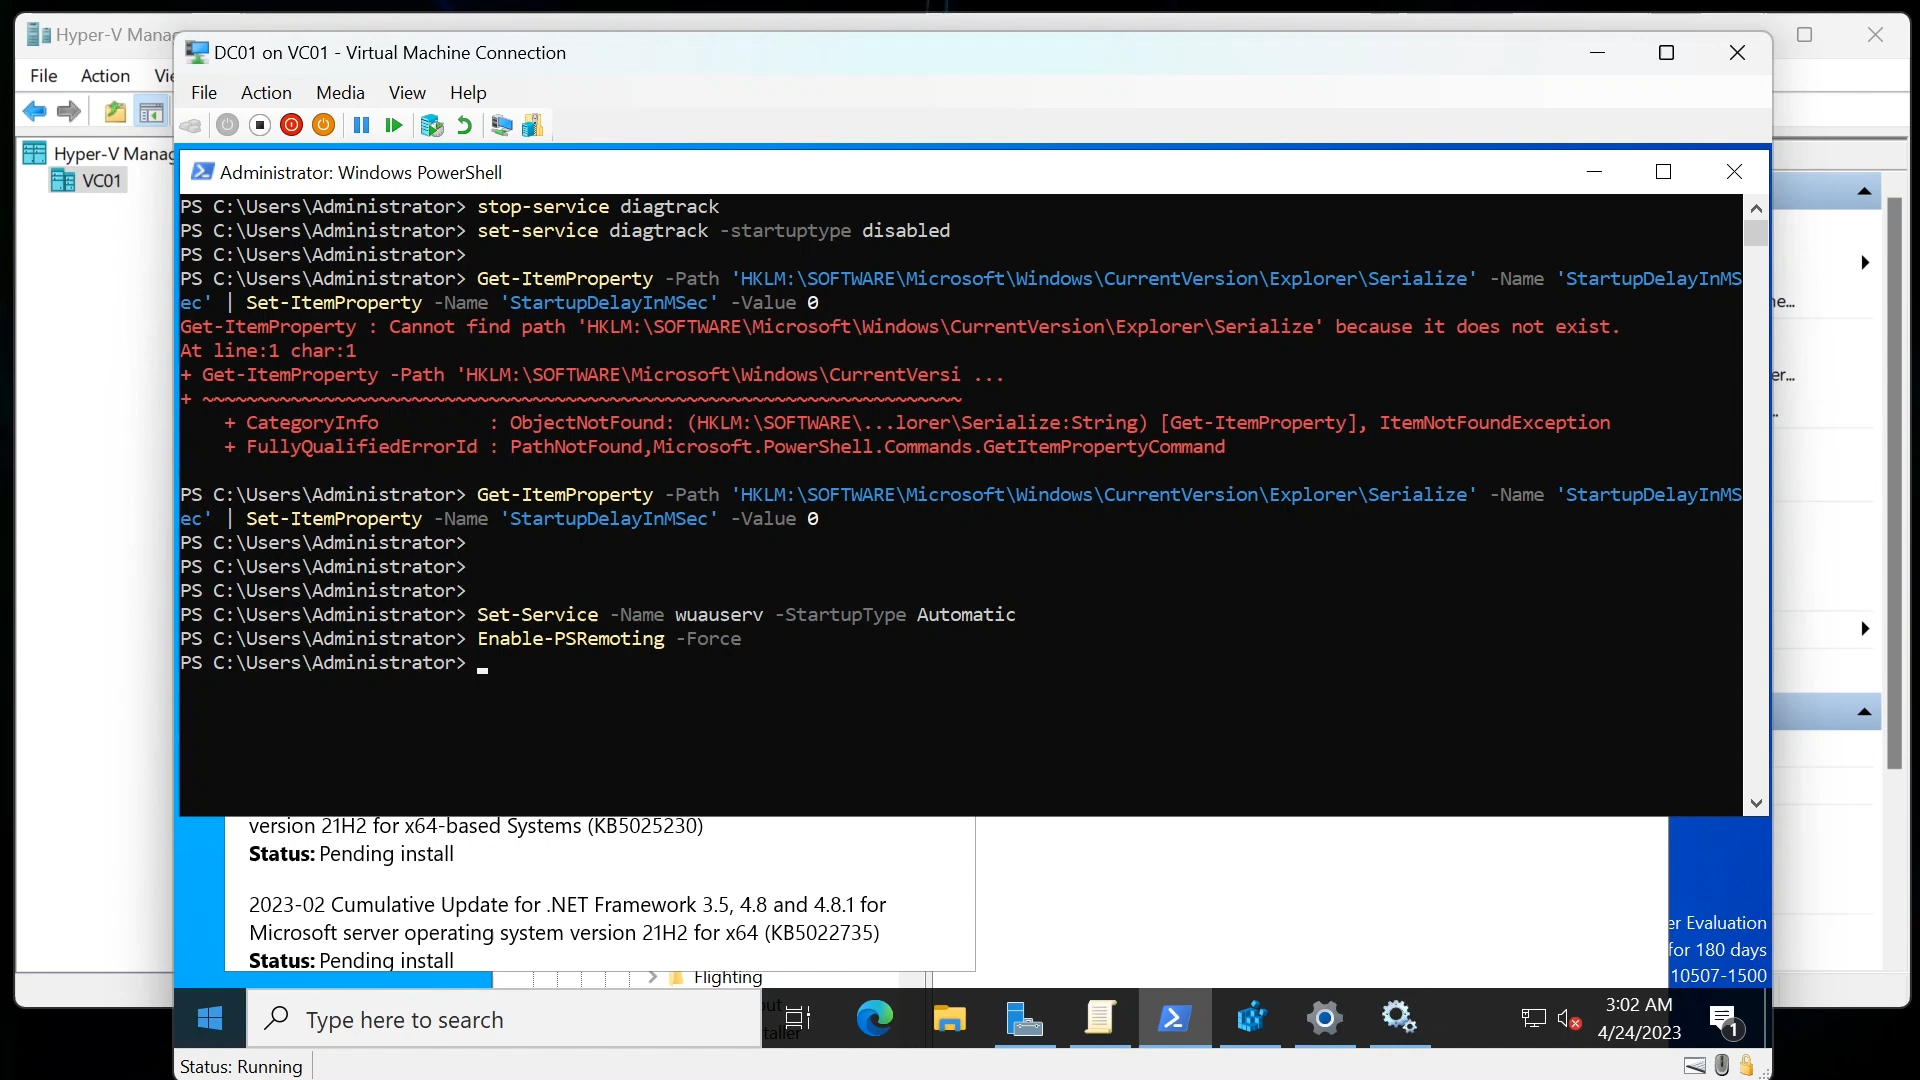 Hyper-V Mana
File Action Vi
Hyper-V Manag
VC01
DC01 on VC01 - Virtual Machine Connection
File Action Media View Help
Administrator: Windows PowerShell
PS C:\Users\Administrator> stop-service diagtrack
PS C:\Users\Administrator> set-service diagtrack -startuptype disabled
PS C:\Users\Administrator>
PS C:\Users\Administrator> Get-ItemProperty -Path 'HKLM:\SOFTWARE\Microsoft\Windows\CurrentVersion\Explorer\Serialize' -Name 'StartupDelayInMS
ec' | Set-ItemProperty -Name 'StartupDelayInMSec' -Value 0
Get-ItemProperty : Cannot find path 'HKLM:\SOFTWARE\Microsoft\Windows\CurrentVersion\Explorer\Serialize' because it does not exist.
At line:1 char:1
+ Get-ItemProperty -Path 'HKLM:\SOFTWARE\Microsoft\Windows\CurrentVersi ...
+ ~~~~~~~~~~~~~~~~~~~~~~~~~~~~~~~~~~~~~~~~~~~~~~~~~~~~~~~~~~~~~~~~~~~~~
+ CategoryInfo : ObjectNotFound: (HKLM:\SOFTWARE\...lorer\Serialize:String) [Get-ItemProperty], ItemNotFoundException
+ FullyQualifiedErrorId : PathNotFound,Microsoft.PowerShell.Commands.GetItemPropertyCommand
PS C:\Users\Administrator> Get-ItemProperty -Path 'HKLM:\SOFTWARE\Microsoft\Windows\CurrentVersion\Explorer\Serialize' -Name 'StartupDelayInMS
ec' | Set-ItemProperty -Name 'StartupDelayInMSec' -Value 0
PS C:\Users\Administrator>
PS C:\Users\Administrator>
PS C:\Users\Administrator>
PS C:\Users\Administrator> Set-Service -Name wuauserv -StartupType Automatic
PS C:\Users\Administrator> Enable-PSRemoting -Force
PS C:\Users\Administrator>
version 21H2 for x64-based Systems (KB5025230)
Status: Pending install
2023-02 Cumulative Update for .NET Framework 3.5, 4.8 and 4.8.1 for
Microsoft server operating system version 21H2 for x64 (KB5022735)
Status: Pending install
Flighting
er Evaluation
for 180 days
10507-1500
Type here to search
3:02 AM
4/24/2023
1
Status: Running